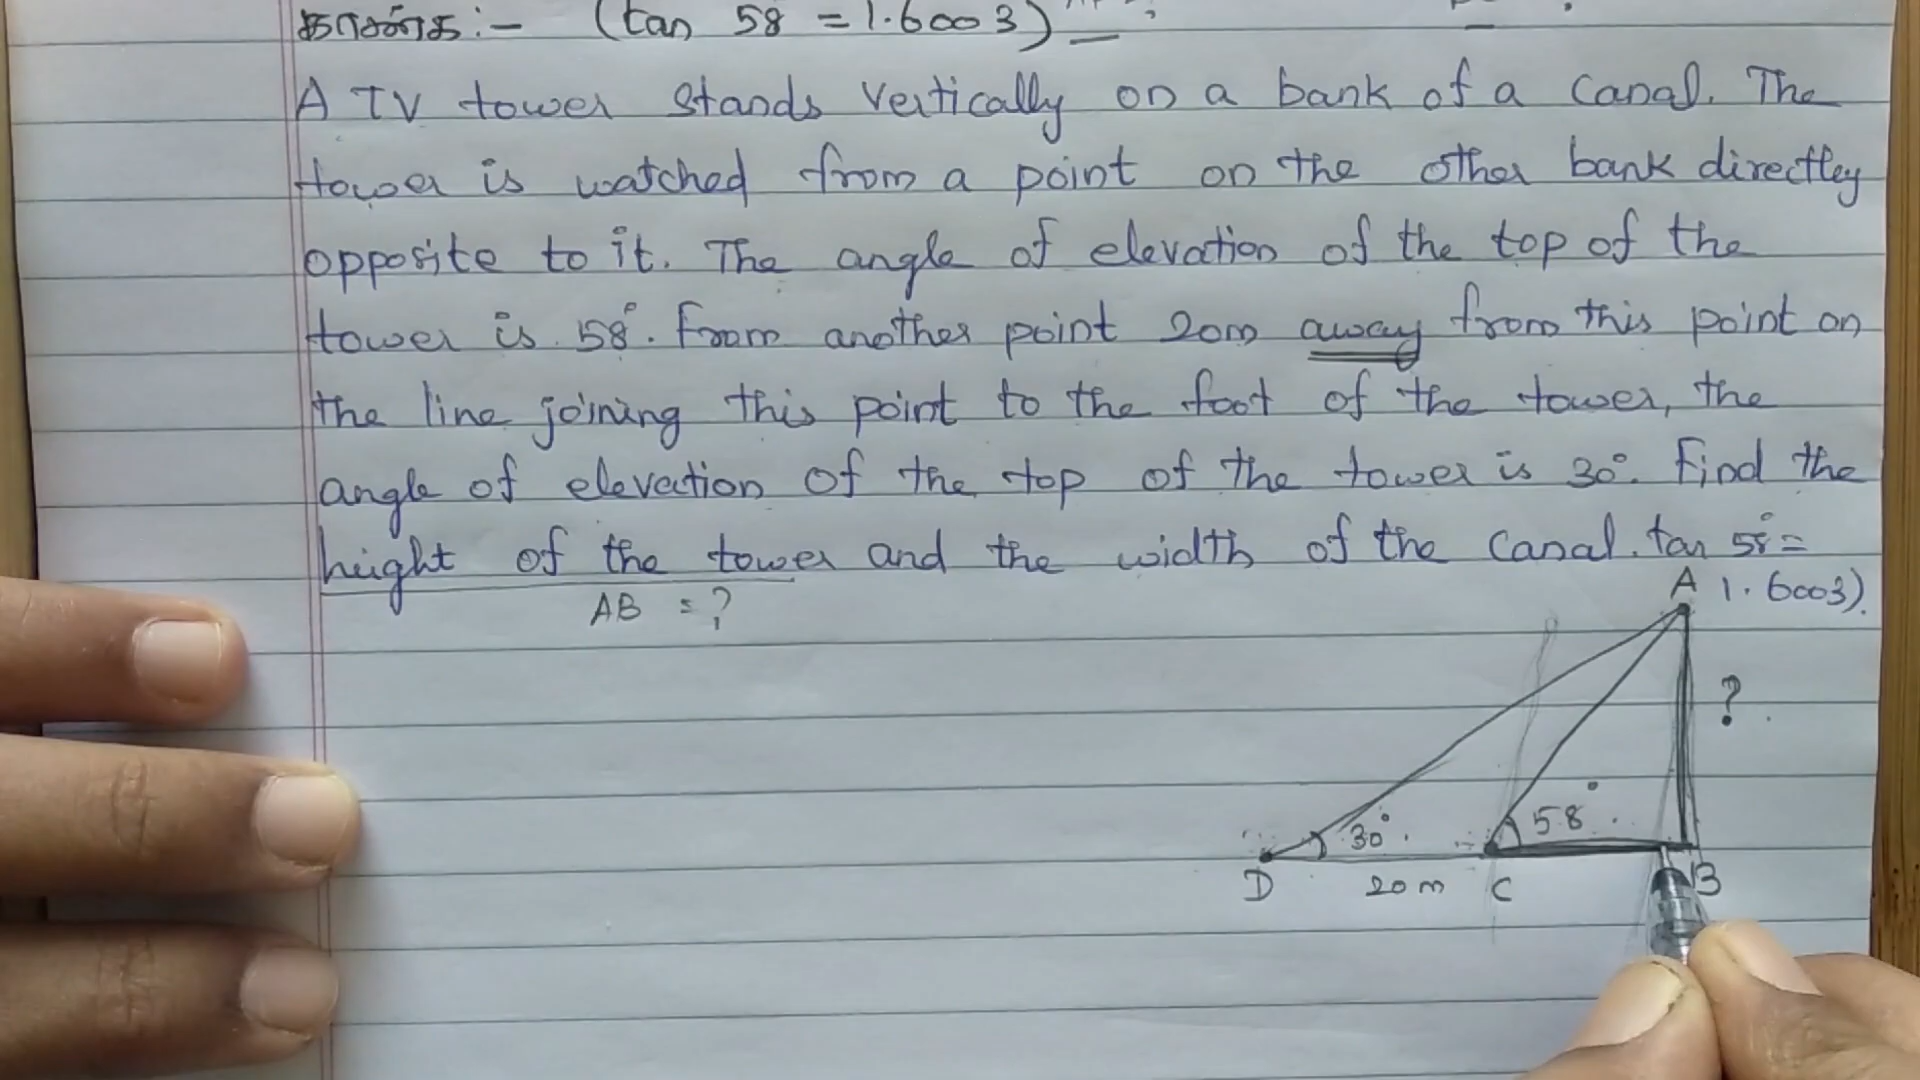 காண்க :- (tan 58 = 1.6003)
A TV tower stands vertically on a bank of a canal. The
tower is watched from a point on the other bank directley
opposite to it. The angle of elevation of the top of the
tower is 58°. From another point 20m away from this point on
the line joining this point to the foot of the tower, the
angle of elevation of the top of the tower is 30°. Find the
height of the tower and the width of the canal. tan 58° =
A 1.6003).
AB = ?
?
58°
30°
D 20 m C B